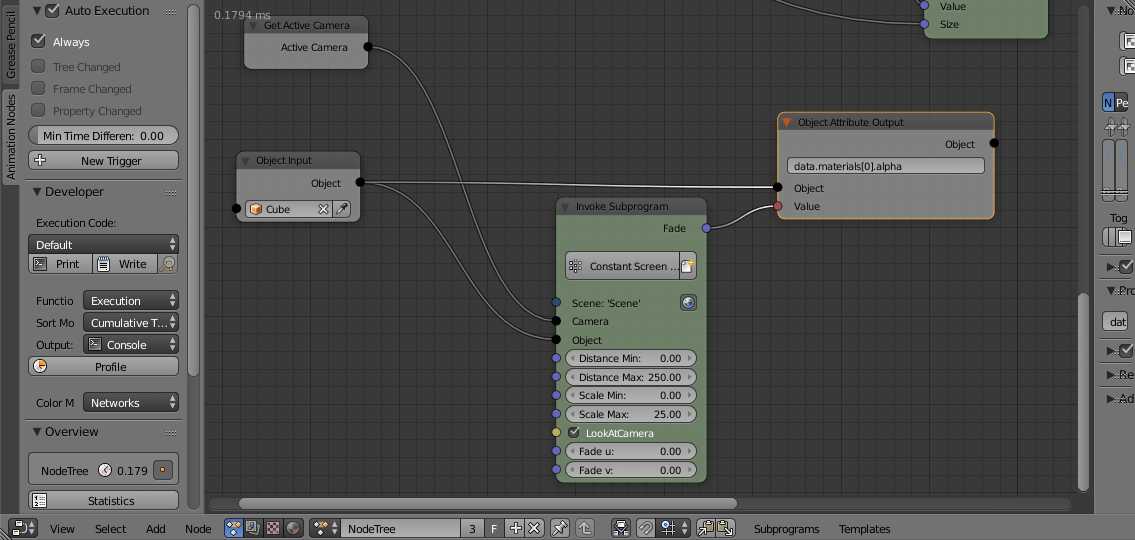 Grease Pencil
Animation Nodes
Auto Execution
Always
Tree Changed
Frame Changed
Property Changed
Min Time Differen: 0.00
New Trigger
Developer
Execution Code:
Default
Print Write
Functio Execution
Sort Mo Cumulative T...
Output: Console
Profile
Color M Networks
Overview
NodeTree 0.179
Statistics
0.1794 ms
Get Active Camera
Active Camera
Object Input
Object
Cube
Invoke Subprogram
Fade
Constant Screen ...
Scene: 'Scene'
Camera
Object
Distance Min: 0.00
Distance Max: 250.00
Scale Min: 0.00
Scale Max: 25.00
LookAtCamera
Fade u: 0.00
Fade v: 0.00
Value
Size
Object Attribute Output
Object
data.materials[0].alpha
Object
Value
No
N Pe
Tog
Pro
dat
Re
Ad
View Select Add Node NodeTree 3 F Subprograms Templates